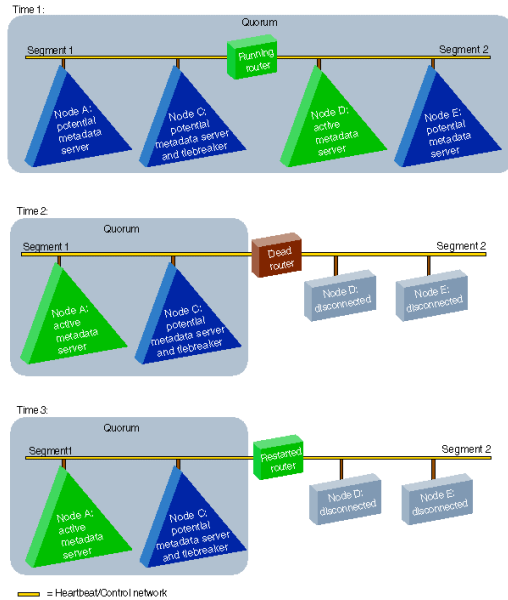 Time 1:
Quorum
Segment 1
Segment 2
Running
router
Node A:
potential
metadata
server
Node C:
potential
metadata server
and tiebreaker
Node D:
active
metadata
server
Node E:
potential
metadata
server
Time 2:
Quorum
Segment 1
Segment 2
Dead
router
Node A:
active
metadata
server
Node C:
potential
metadata server
and tiebreaker
Node D:
disconnected
Node E:
disconnected
Time 3:
Quorum
Segment1
Segment 2
Restarted
router
Node A:
active
metadata
server
Node C:
potential
metadata server
and tiebreaker
Node D:
disconnected
Node E:
disconnected
= Heartbeat/Control network